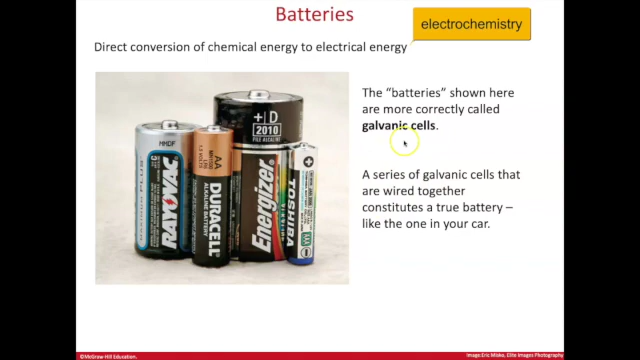 Batteries
electrochemistry
Direct conversion of chemical energy to electrical energy
The “batteries” shown here
are more correctly called
galvanic cells.
A series of galvanic cells that
are wired together
constitutes a true battery –
like the one in your car.
RAYOVAC
AA
DURACELL
ALKALINE BATTERY
+ D
2010
Energizer
TOSHIBA
©McGraw-Hill Education.
Image: Eric Misko, Elite Images Photography